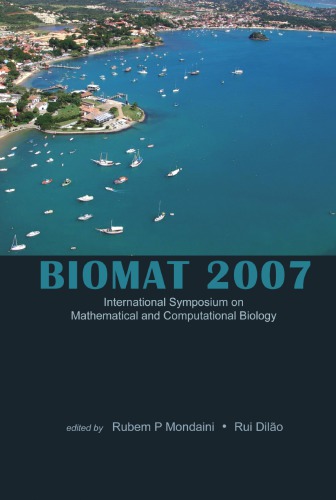 BIOMAT 2007
International Symposium on
Mathematical and Computational Biology
edited by Rubem P Mondaini • Rui Dilão